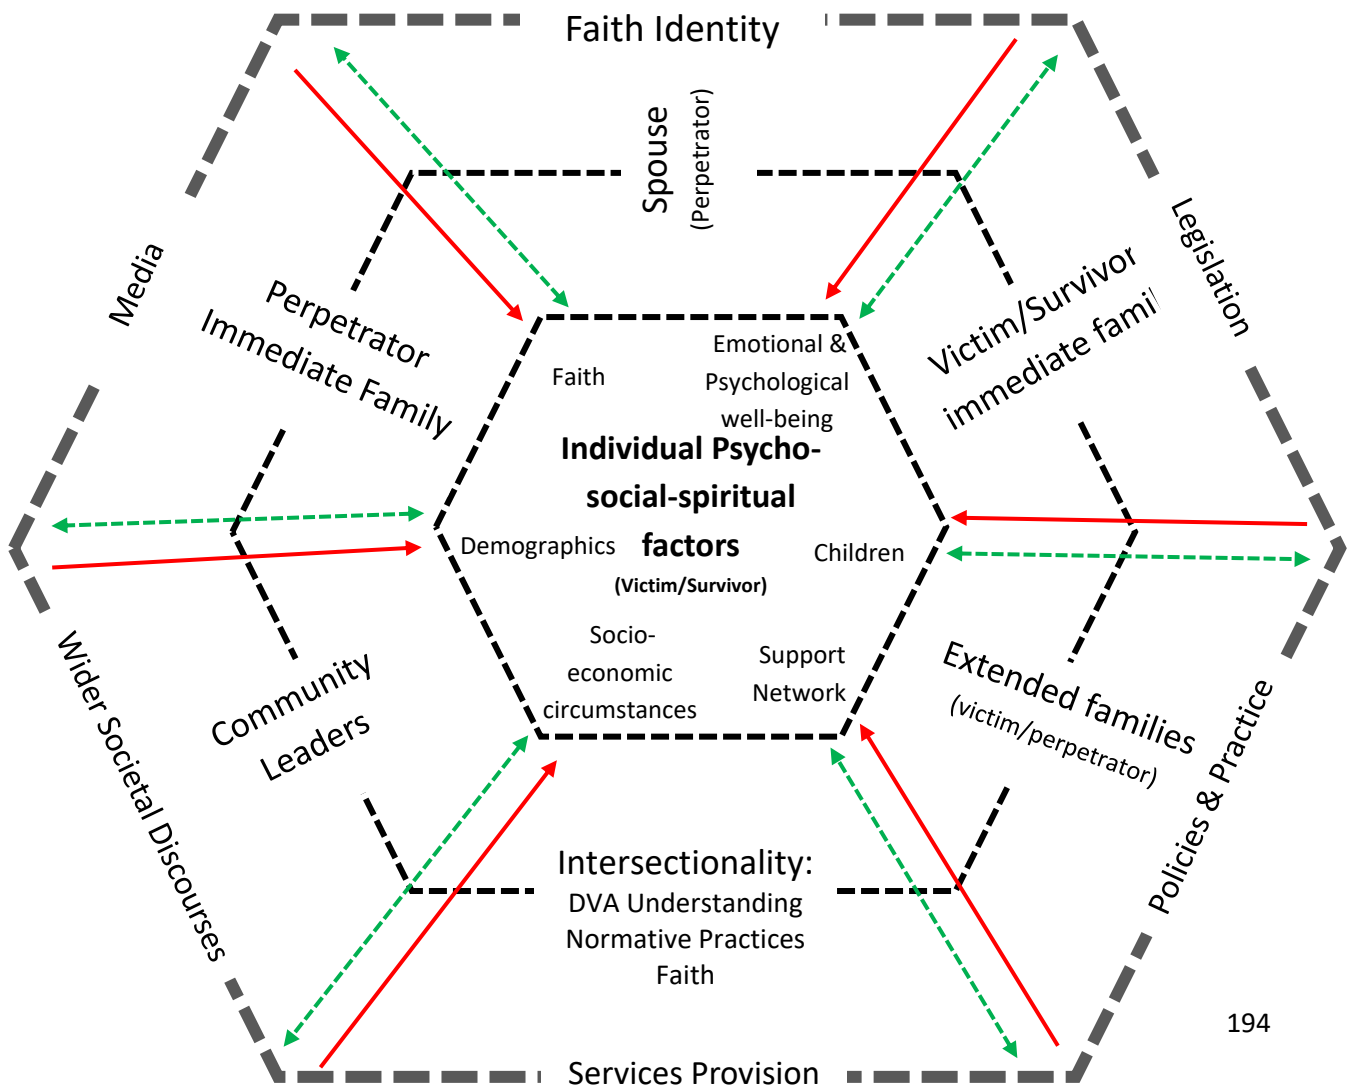 Faith Identity
Spouse
(Perpetrator)
Media
Legislation
Perpetrator
Immediate Family
Victim/Survivor
immediate famil
Faith
Emotional &
Psychological
well-being
Individual Psycho-
social-spiritual
factors
(Victim/Survivor)
Demographics
Children
Socio-
economic
circumstances
Support
Network
Community
Leaders
Extended families
(victim/perpetrator)
Wider Societal Discourses
Policies & Practice
Intersectionality:
DVA Understanding
Normative Practices
Faith
Services Provision
194